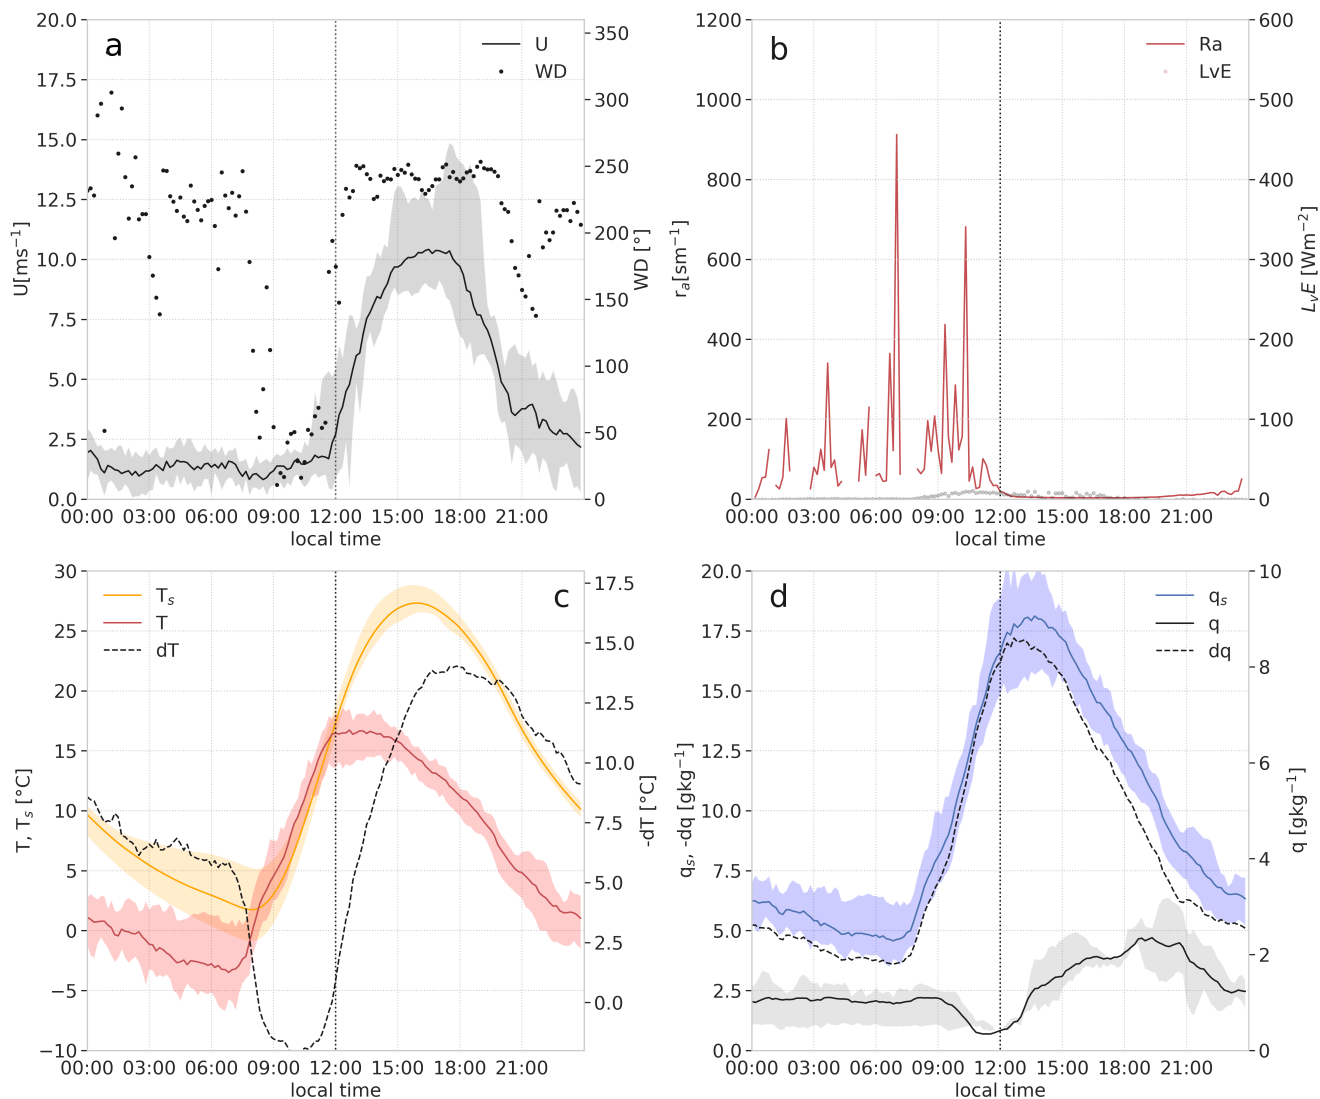 a
U
WD
20.0
17.5
15.0
12.5
10.0
7.5
5.0
2.5
0.0
U[ms⁻¹]
350
300
250
200
150
100
50
0
WD [°]
00:00 03:00 06:00 09:00 12:00 15:00 18:00 21:00
local time
b
Ra
LvE
1200
1000
800
600
400
200
0
rₐ[sm⁻¹]
600
500
400
300
200
100
0
LᵥE [Wm⁻²]
00:00 03:00 06:00 09:00 12:00 15:00 18:00 21:00
local time
c
Tₛ
T
dT
30
25
20
15
10
5
0
−5
−10
T, Tₛ [°C]
17.5
15.0
12.5
10.0
7.5
5.0
2.5
0.0
-dT [°C]
00:00 03:00 06:00 09:00 12:00 15:00 18:00 21:00
local time
d
qₛ
q
dq
20.0
17.5
15.0
12.5
10.0
7.5
5.0
2.5
0.0
qₛ, -dq [gkg⁻¹]
10
8
6
4
2
0
q [gkg⁻¹]
00:00 03:00 06:00 09:00 12:00 15:00 18:00 21:00
local time